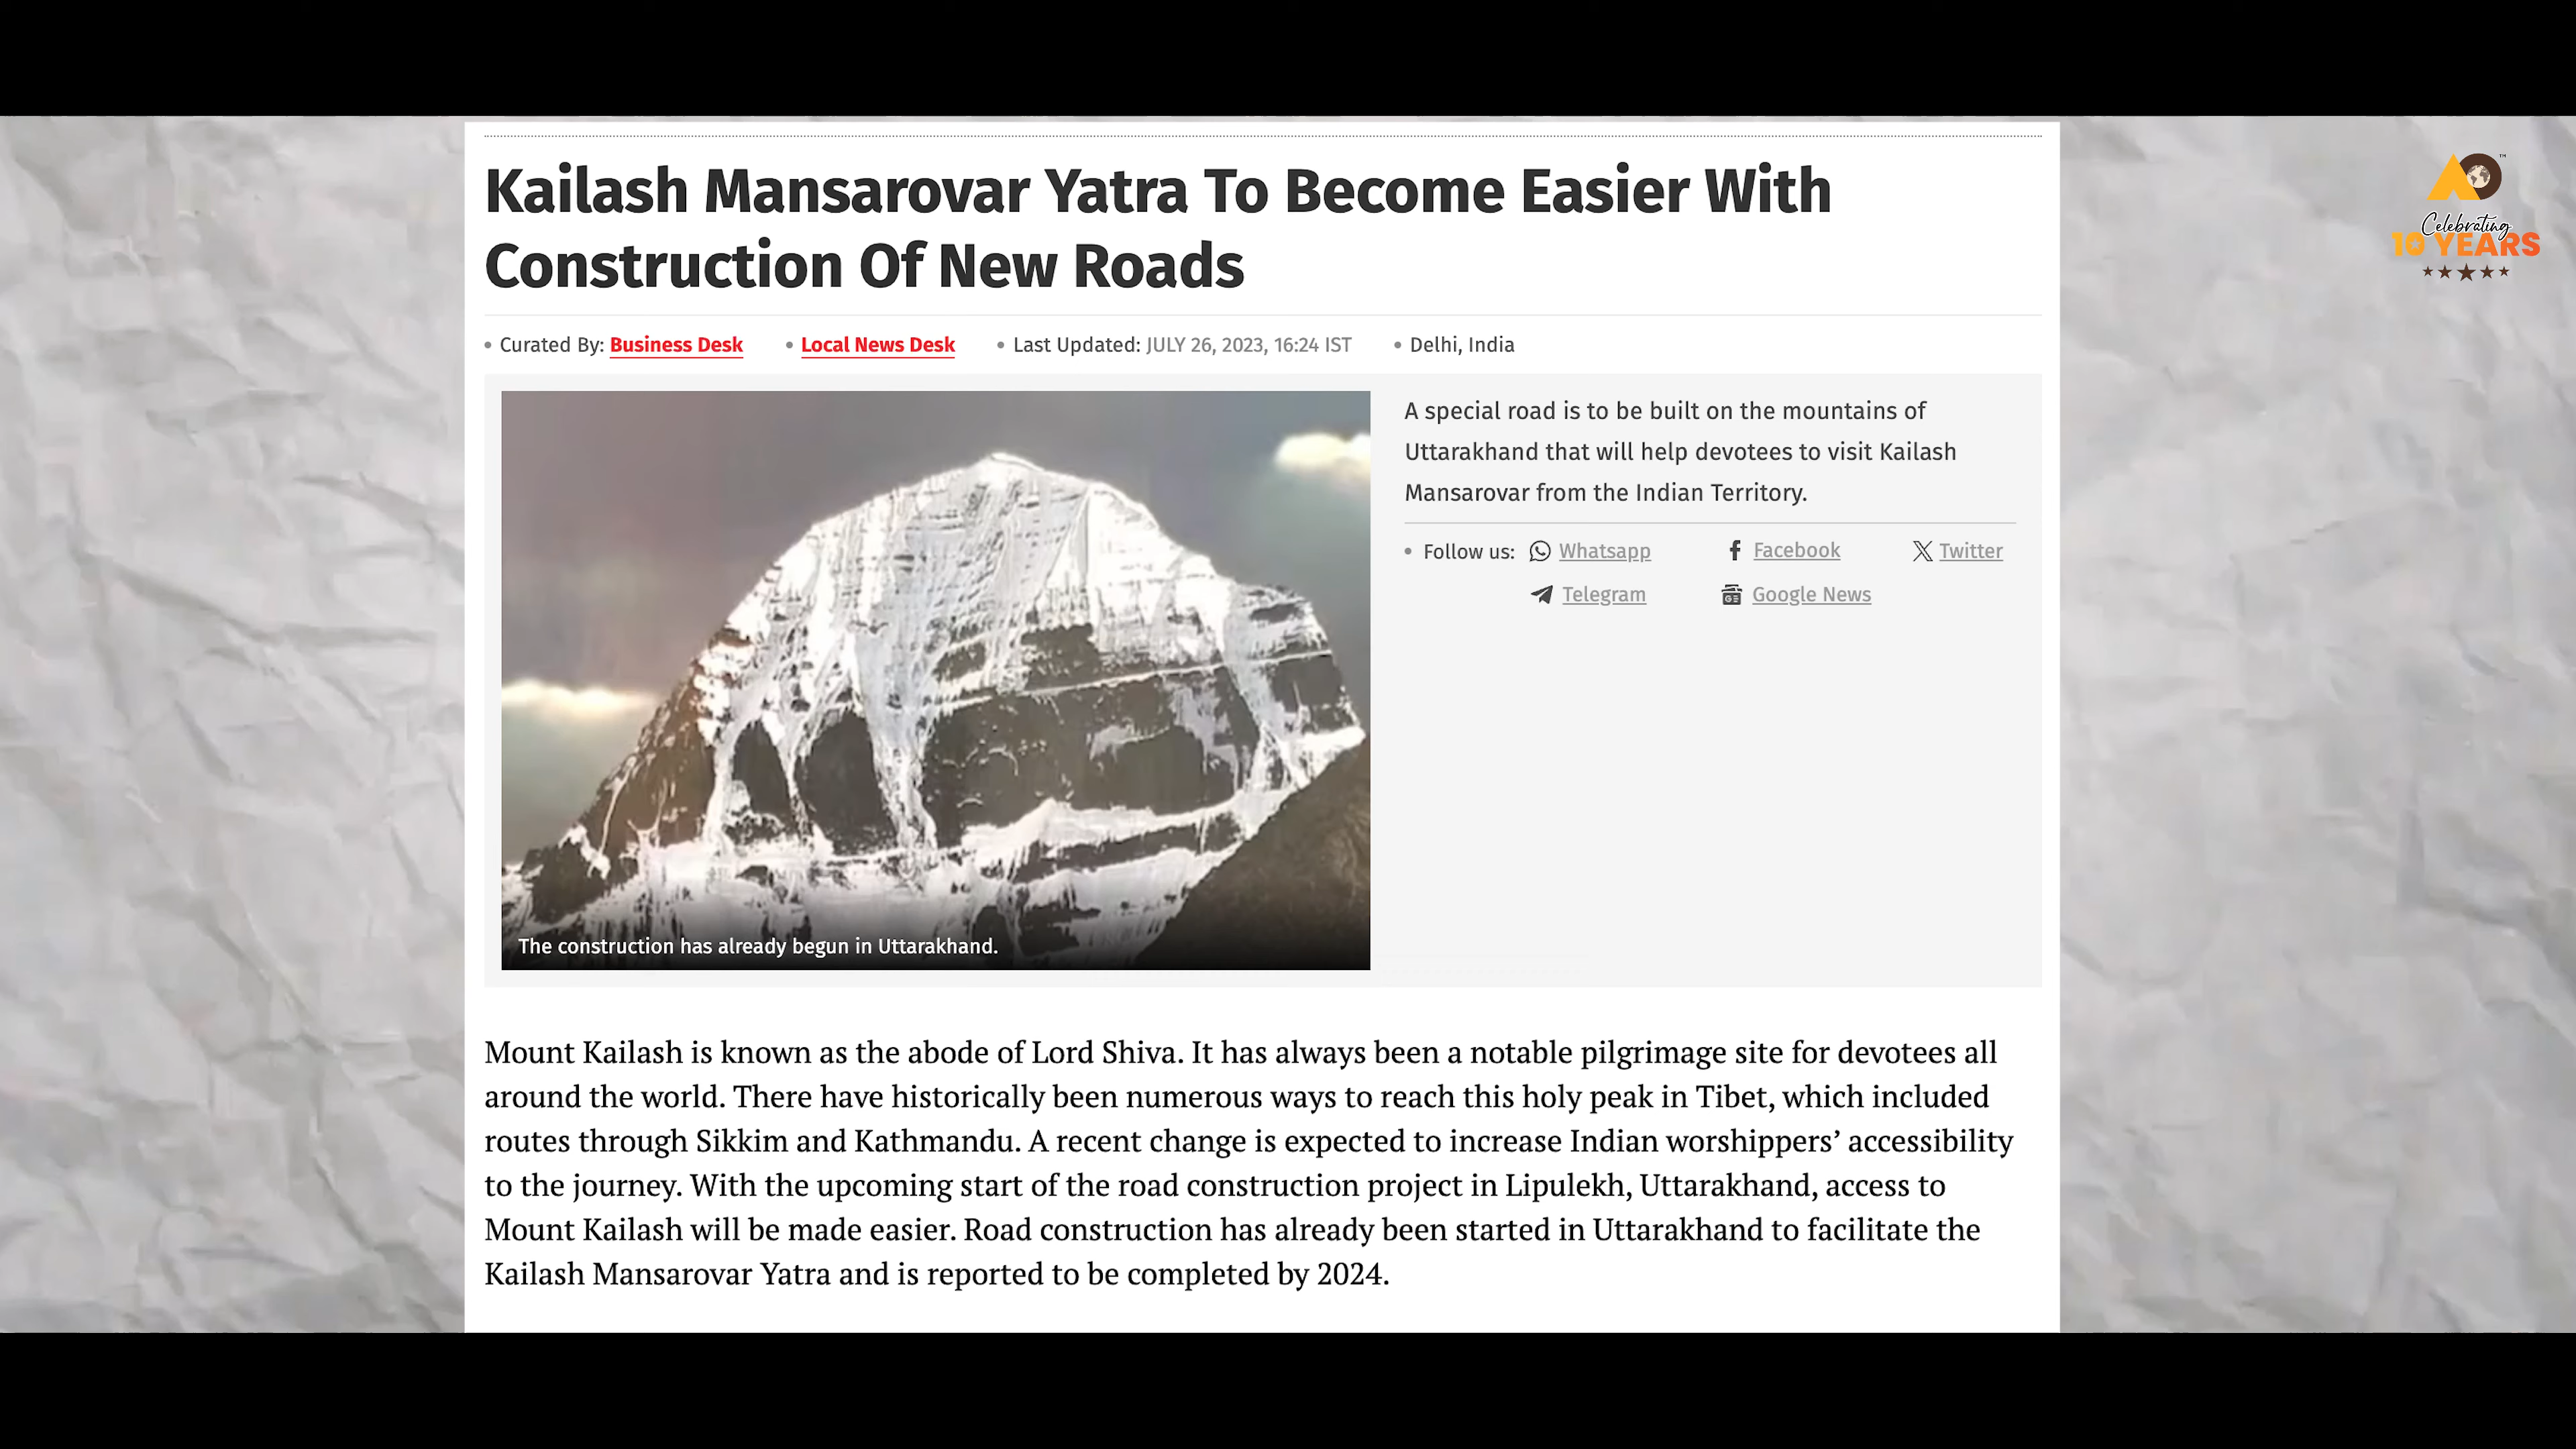 Kailash Mansarovar Yatra To Become Easier With
Construction Of New Roads
• Curated By: Business Desk • Local News Desk • Last Updated: JULY 26, 2023, 16:24 IST • Delhi, India
The construction has already begun in Uttarakhand.
A special road is to be built on the mountains of
Uttarakhand that will help devotees to visit Kailash
Mansarovar from the Indian Territory.
• Follow us: Whatsapp Facebook Twitter
Telegram Google News
Mount Kailash is known as the abode of Lord Shiva. It has always been a notable pilgrimage site for devotees all
around the world. There have historically been numerous ways to reach this holy peak in Tibet, which included
routes through Sikkim and Kathmandu. A recent change is expected to increase Indian worshippers’ accessibility
to the journey. With the upcoming start of the road construction project in Lipulekh, Uttarakhand, access to
Mount Kailash will be made easier. Road construction has already been started in Uttarakhand to facilitate the
Kailash Mansarovar Yatra and is reported to be completed by 2024.
AO™
Celebrating
10 YEARS